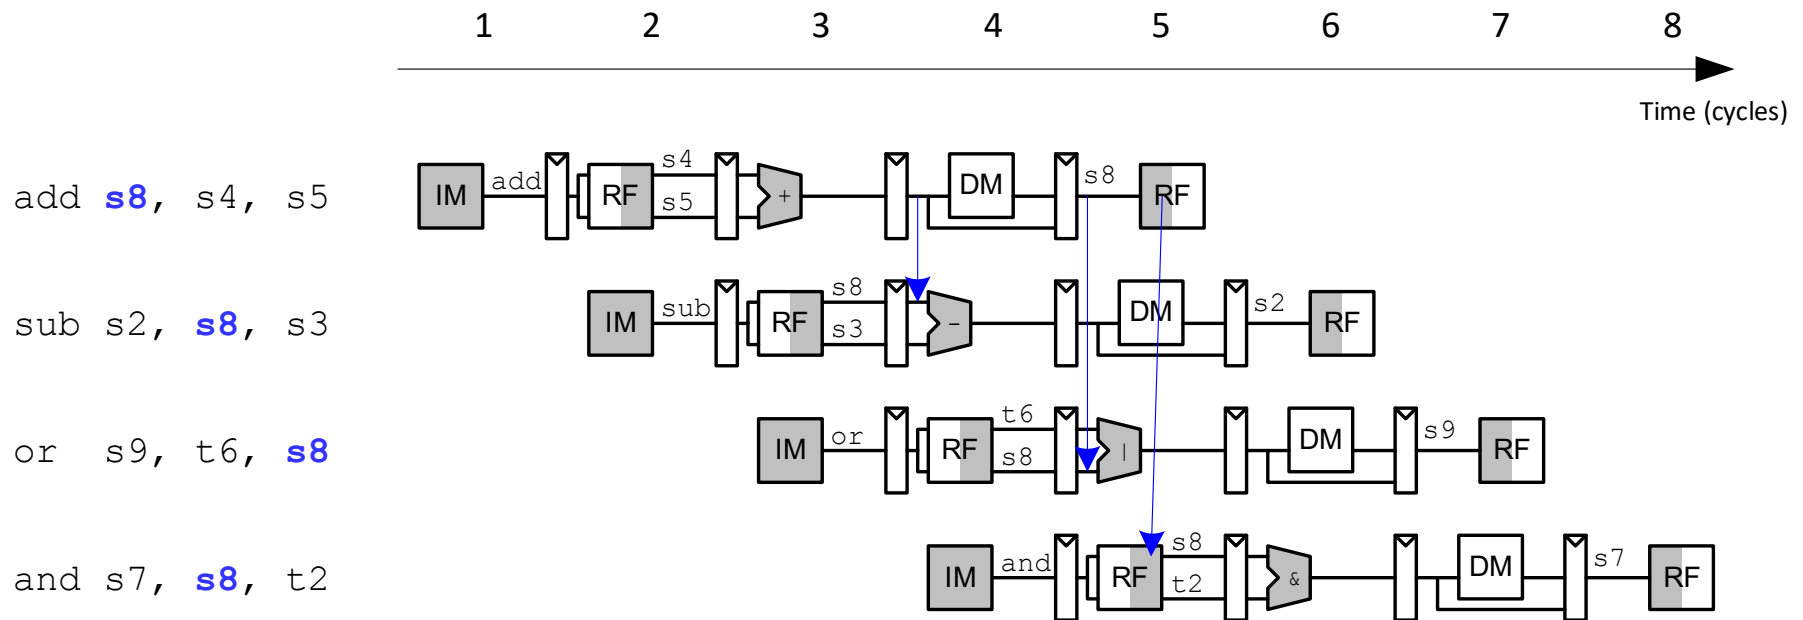 1 2 3 4 5 6 7 8
Time (cycles)
add s8, s4, s5 IM add RF s4 s5 + DM s8 RF
sub s2, s8, s3 IM sub RF s8 s3 - DM s2 RF
or s9, t6, s8 IM or RF t6 s8 | DM s9 RF
and s7, s8, t2 IM and RF s8 t2 & DM s7 RF